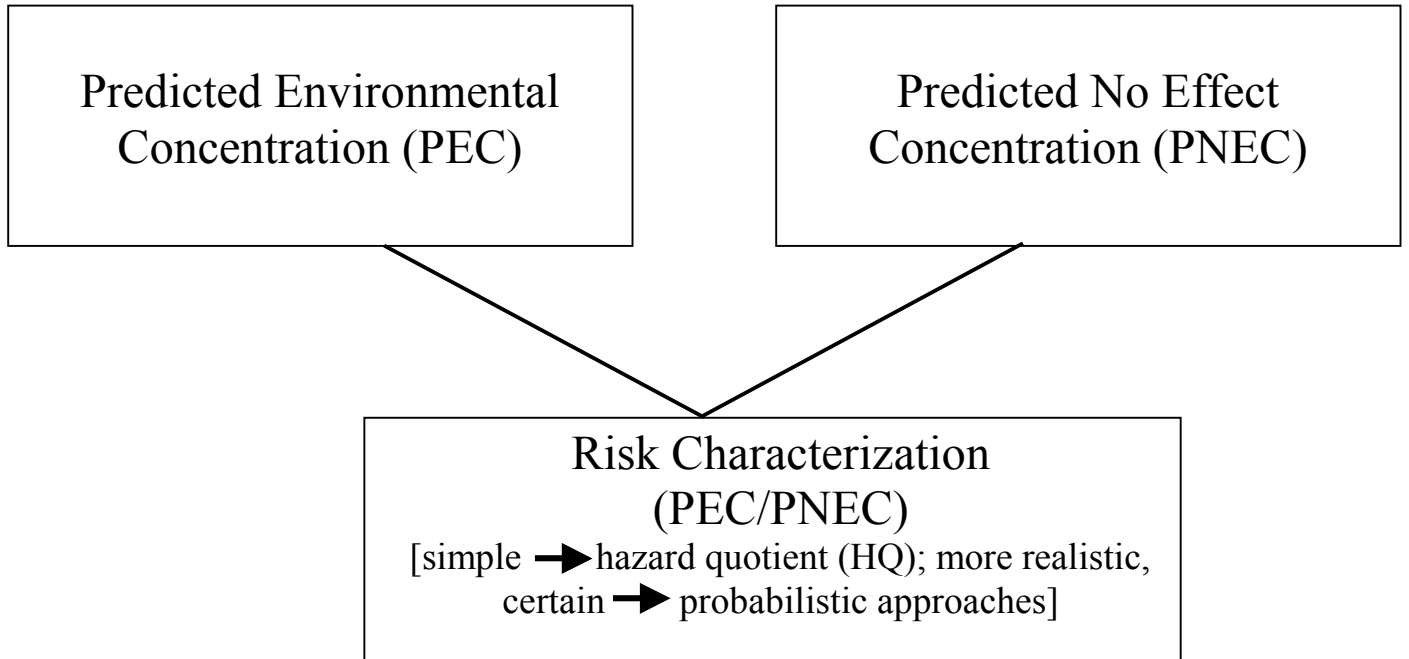 Predicted Environmental
Concentration (PEC)
Predicted No Effect
Concentration (PNEC)
Risk Characterization
(PEC/PNEC)
[simple → hazard quotient (HQ); more realistic,
certain → probabilistic approaches]